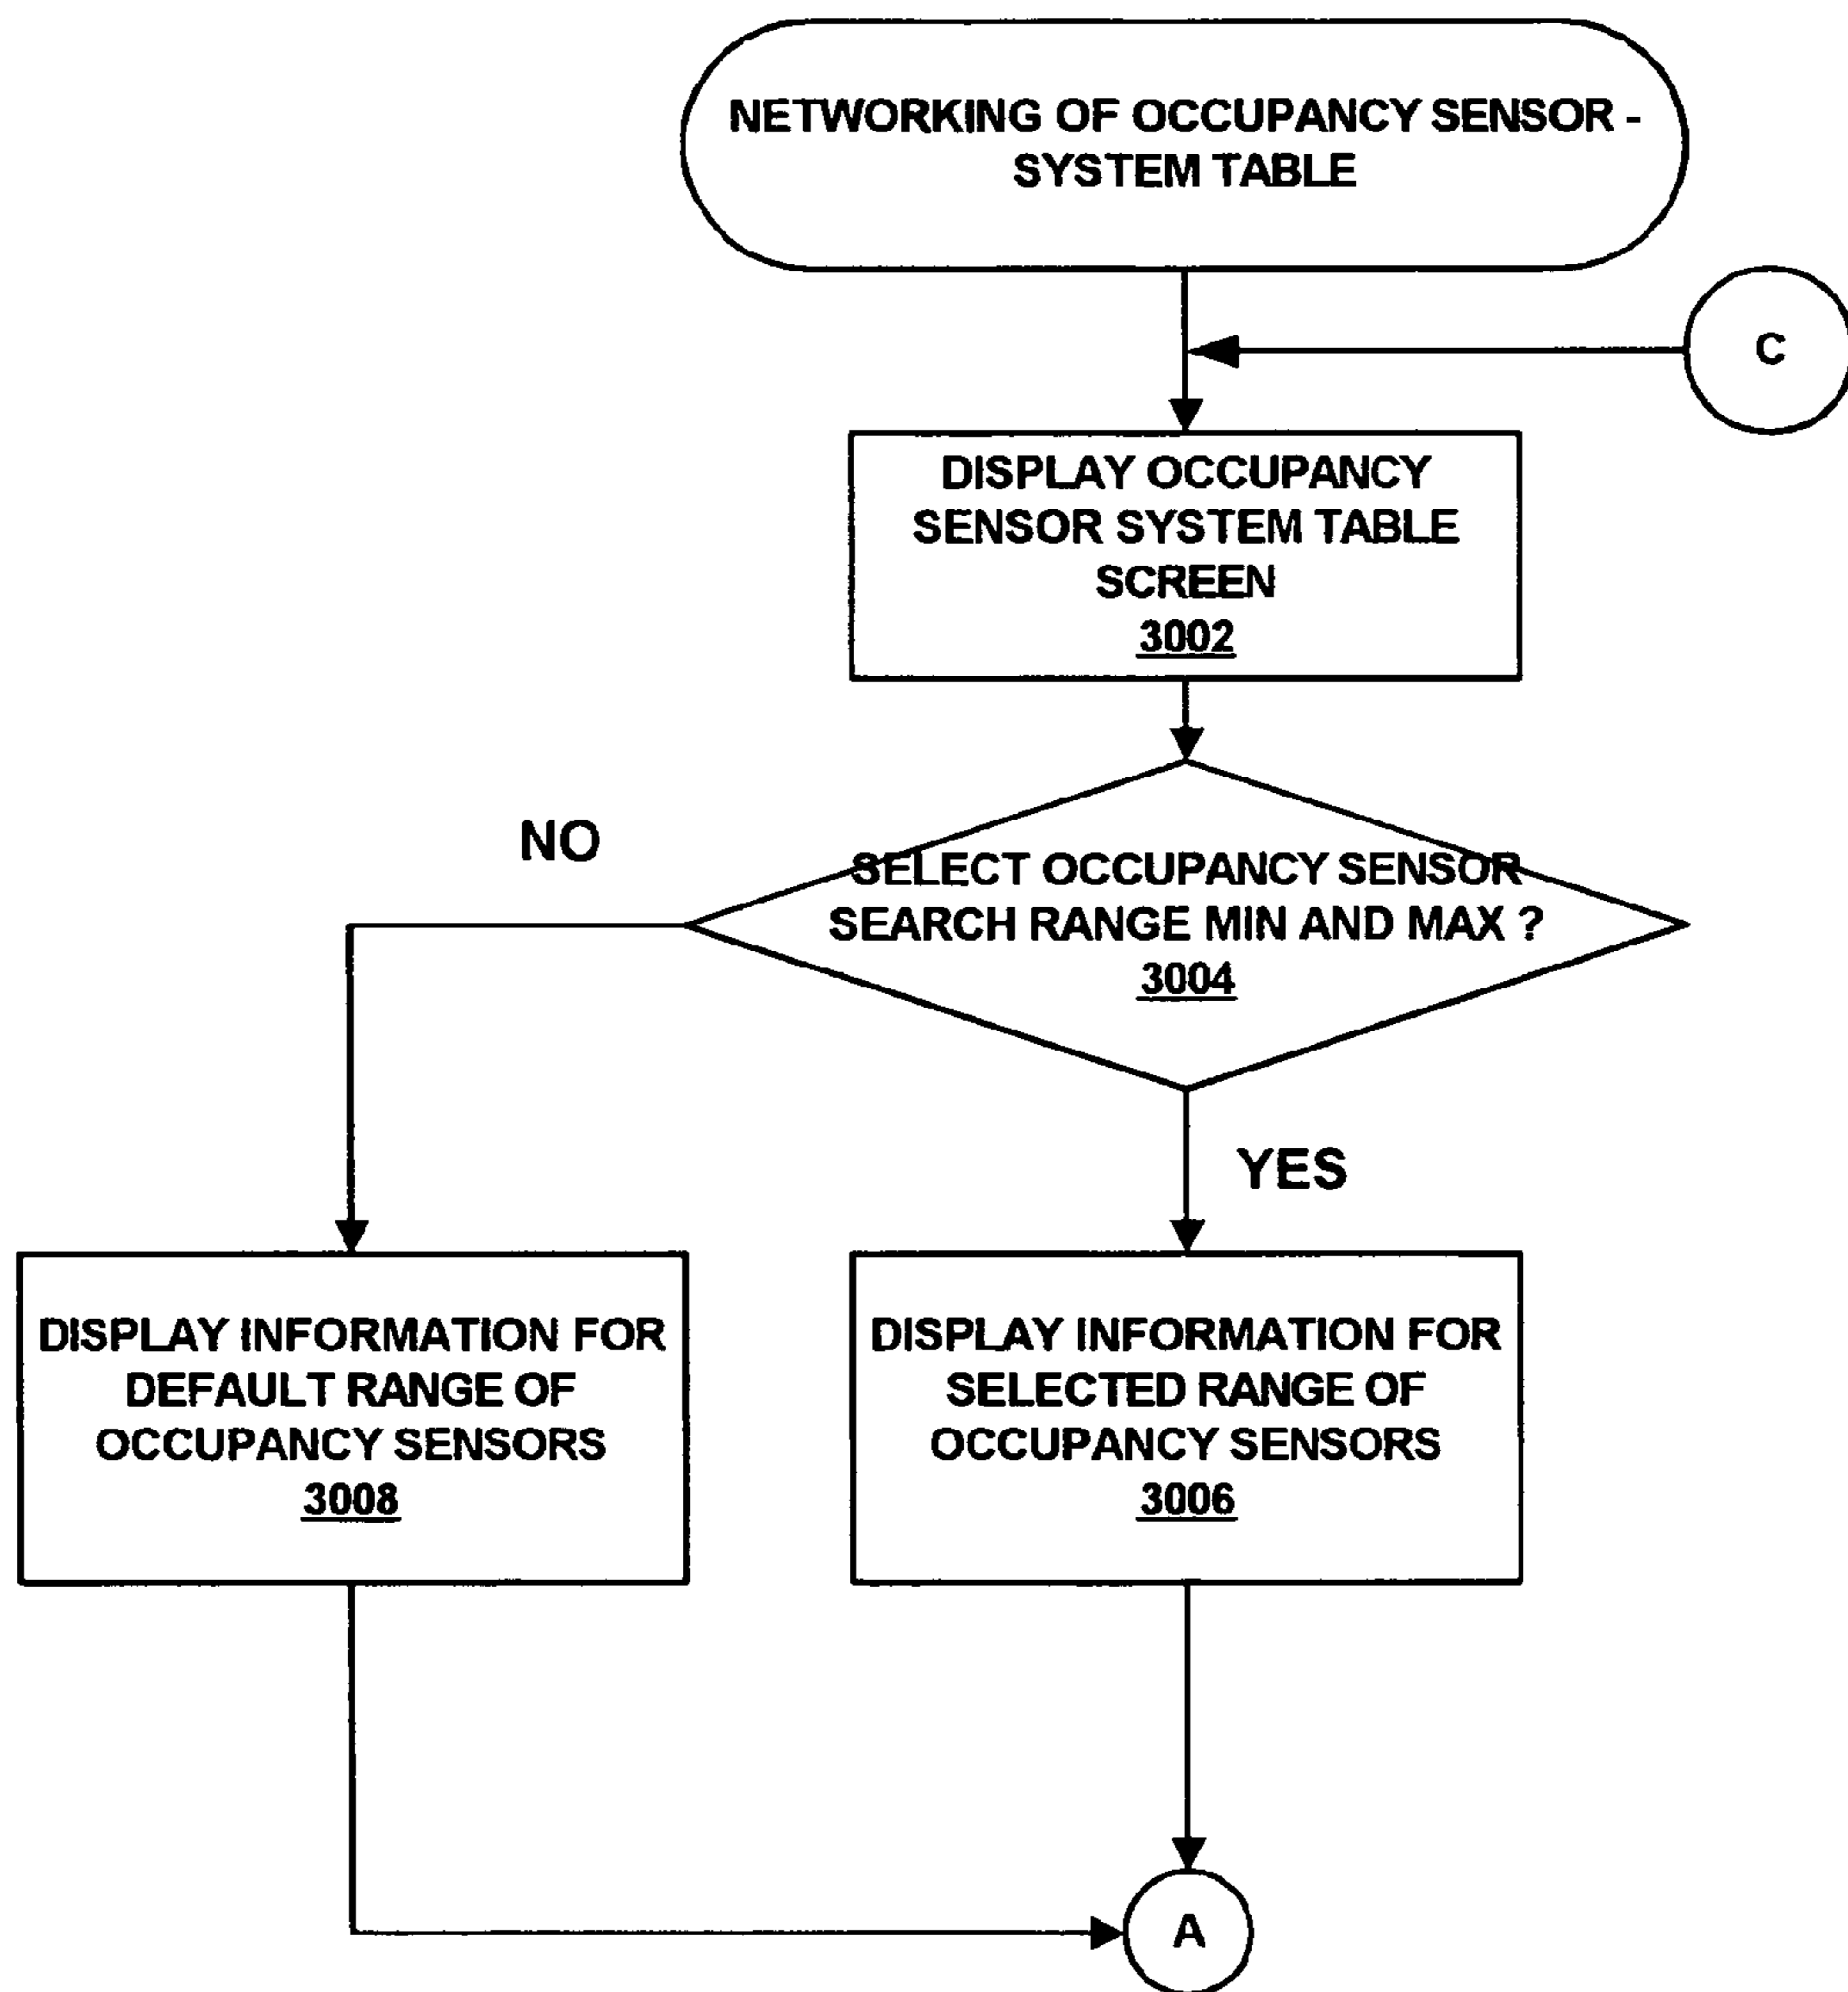 NETWORKING OF OCCUPANCY SENSOR -
SYSTEM TABLE
C
DISPLAY OCCUPANCY
SENSOR SYSTEM TABLE
SCREEN
3002
NO
SELECT OCCUPANCY SENSOR
SEARCH RANGE MIN AND MAX ?
3004
YES
DISPLAY INFORMATION FOR
DEFAULT RANGE OF
OCCUPANCY SENSORS
3008
DISPLAY INFORMATION FOR
SELECTED RANGE OF
OCCUPANCY SENSORS
3006
A